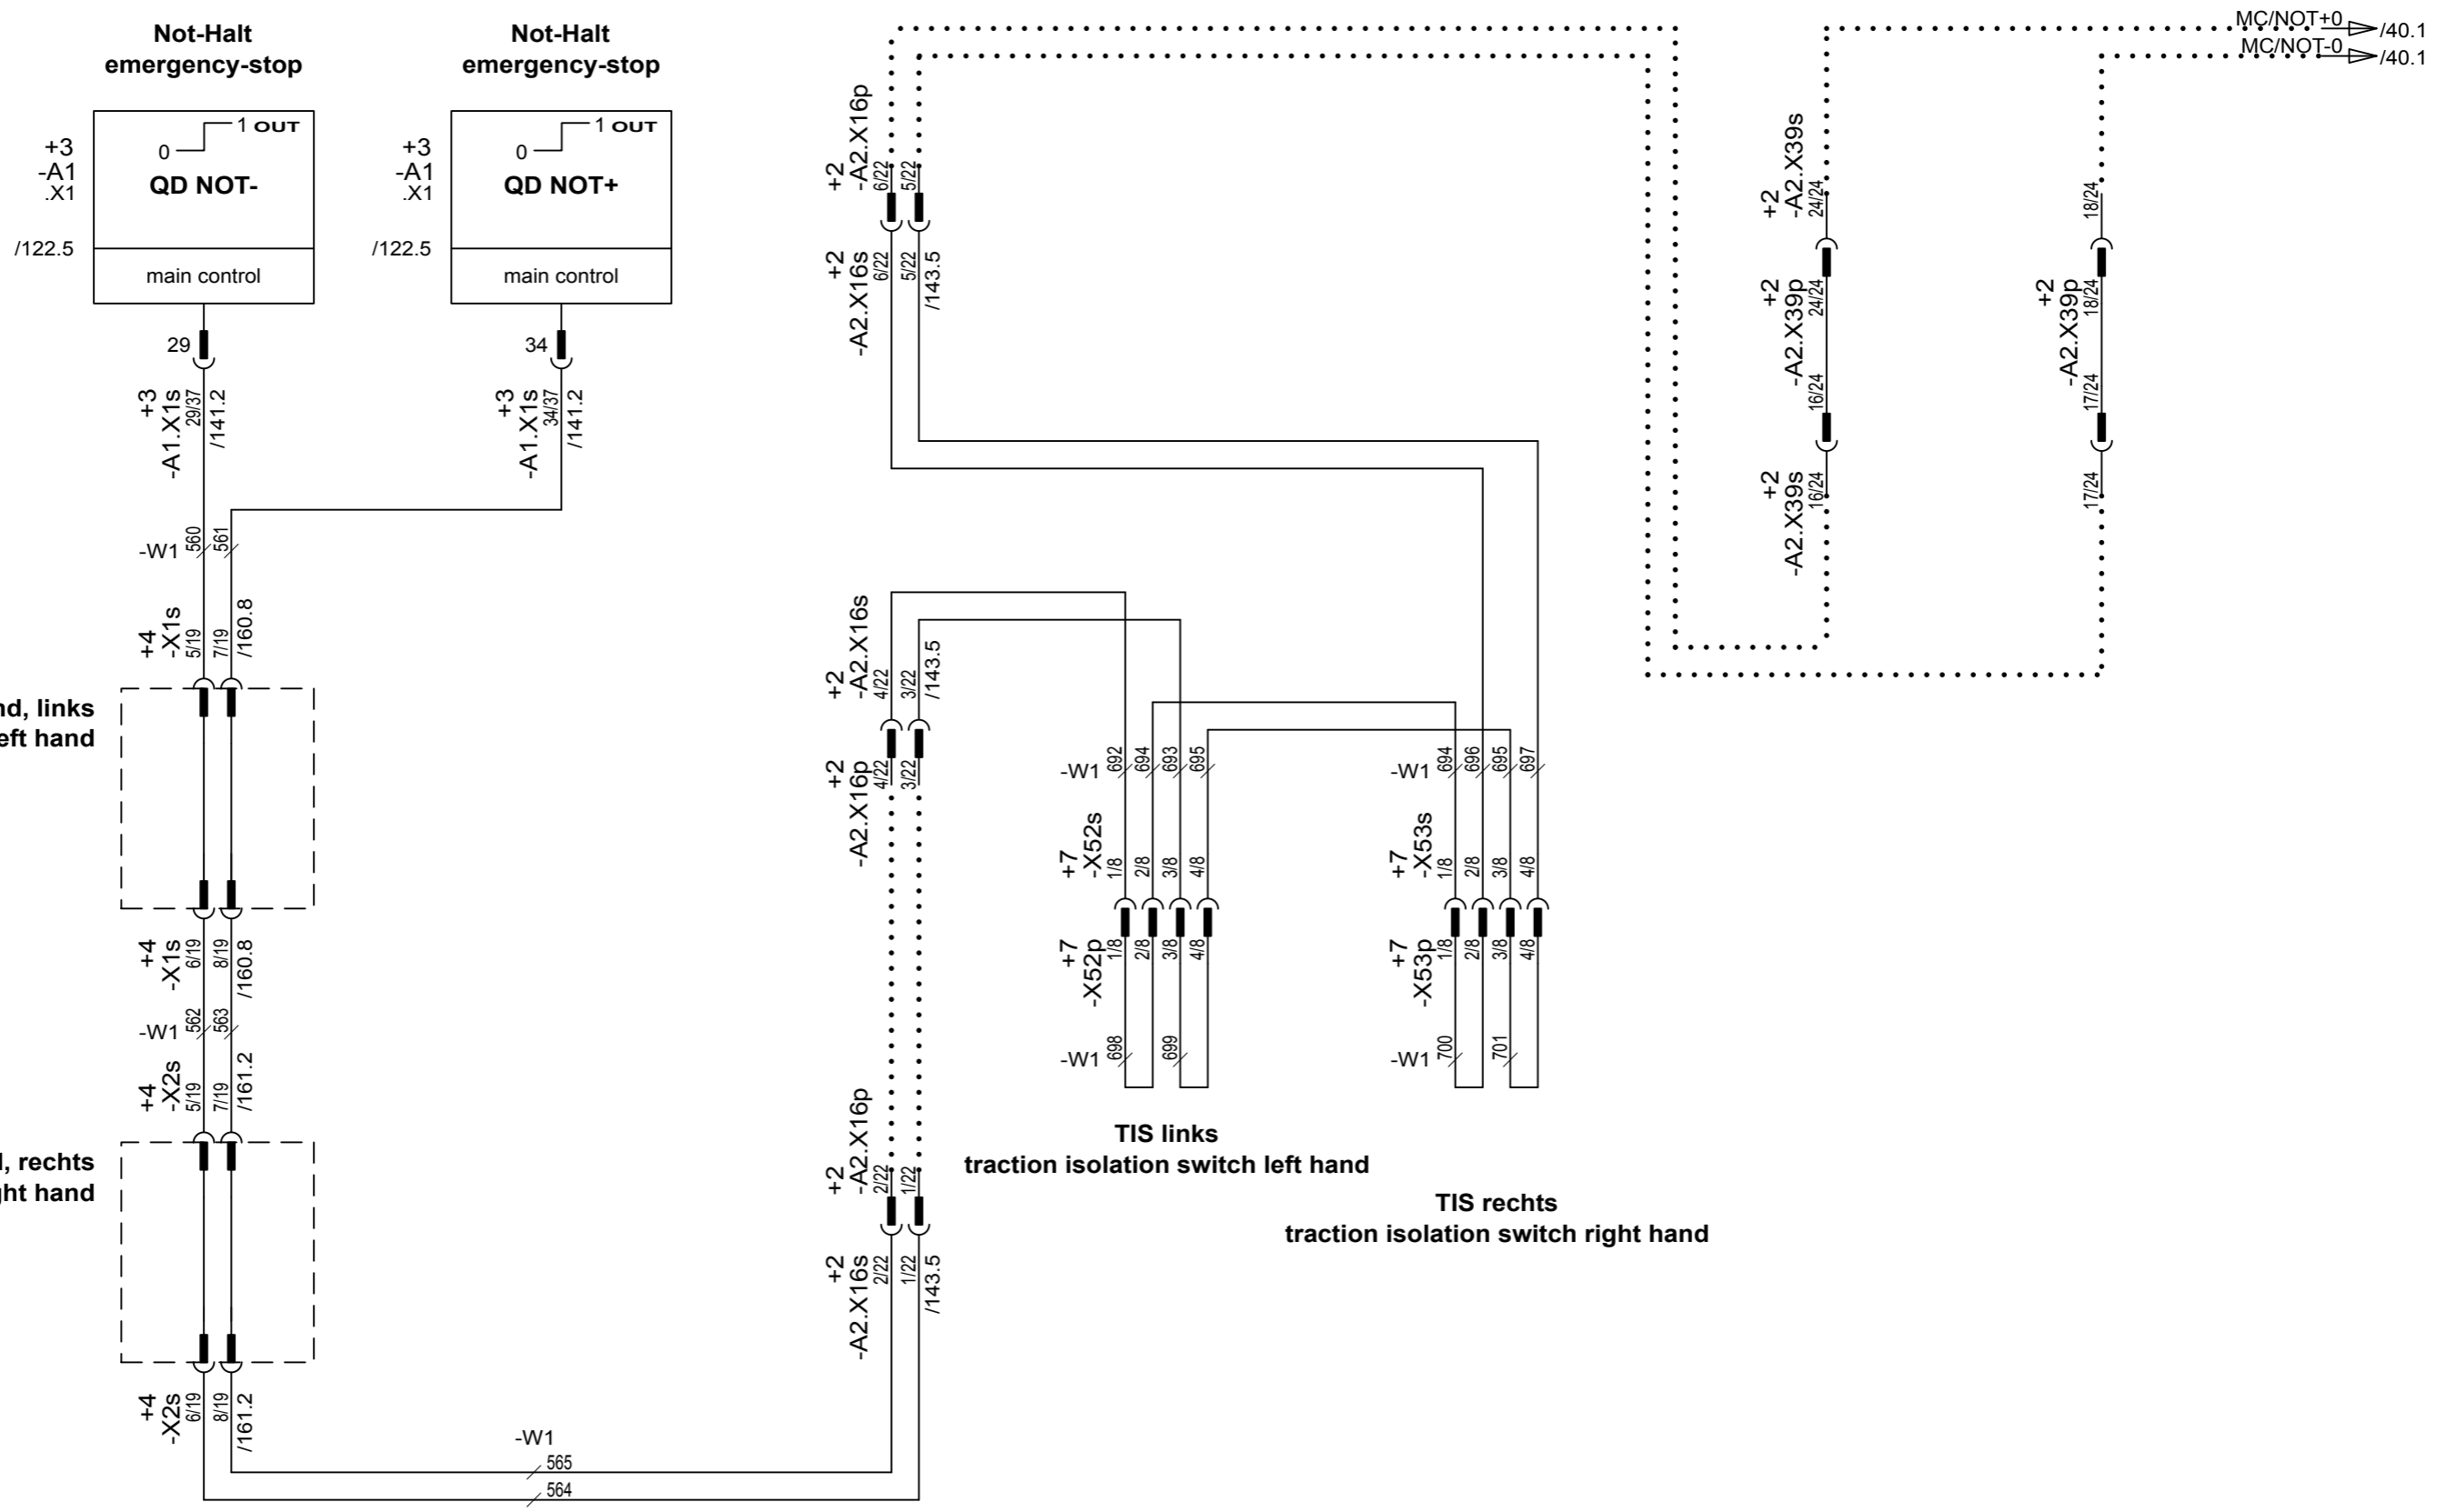 Not-Halt
emergency-stop
Not-Halt
emergency-stop
MC/NOT+0
/40.1
MC/NOT-0
/40.1
+3
-A1
.X1
1 OUT
0
QD NOT-
/122.5
main control
+3
-A1
.X1
1 OUT
0
QD NOT+
/122.5
main control
29
34
+3
-A1.X1s
29/37
/141.2
+3
-A1.X1s
34/37
/141.2
-W1
560
561
+4
-X1s
5/19
7/19
/160.8
nd, links
eft hand
+4
-X1s
6/19
8/19
/160.8
-W1
562
563
+4
-X2s
5/19
7/19
/161.2
l, rechts
ght hand
+4
-X2s
6/19
8/19
/161.2
-W1
565
564
+2
-A2.X16p
6/22
5/22
+2
-A2.X16s
6/22
5/22
/143.5
+2
-A2.X16s
4/22
3/22
/143.5
+2
-A2.X16p
4/22
3/22
+2
-A2.X16p
2/22
1/22
+2
-A2.X16s
2/22
1/22
/143.5
-W1
692
694
693
695
+7
-X52s
1/8
2/8
3/8
4/8
+7
-X52p
1/8
2/8
3/8
4/8
-W1
698
699
TIS links
traction isolation switch left hand
-W1
694
696
695
697
+7
-X53s
1/8
2/8
3/8
4/8
+7
-X53p
1/8
2/8
3/8
4/8
-W1
700
701
TIS rechts
traction isolation switch right hand
+2
-A2.X39s
24/24
+2
-A2.X39p
24/24
16/24
+2
-A2.X39s
16/24
18/24
+2
-A2.X39p
18/24
17/24
17/24